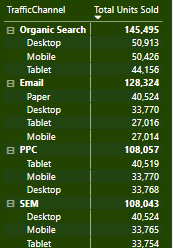 TrafficChannel Total Units Sold
Organic Search 145,495
Desktop 50,913
Mobile 50,426
Tablet 44,156
Email 128,324
Paper 40,524
Desktop 33,770
Tablet 27,016
Mobile 27,014
PPC 108,057
Tablet 40,519
Mobile 33,770
Desktop 33,768
SEM 108,043
Desktop 40,524
Mobile 33,765
Tablet 33,754